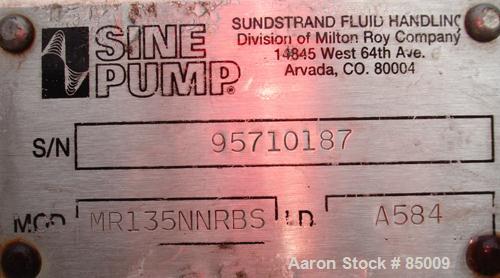 SINE
PUMP®
SUNDSTRAND FLUID HANDLING
Division of Milton Roy Company
14845 West 64th Ave.
Arvada, CO. 80004
S/N 95710187
MOD MR135NNRBS I.D. A584
Aaron Stock # 85009